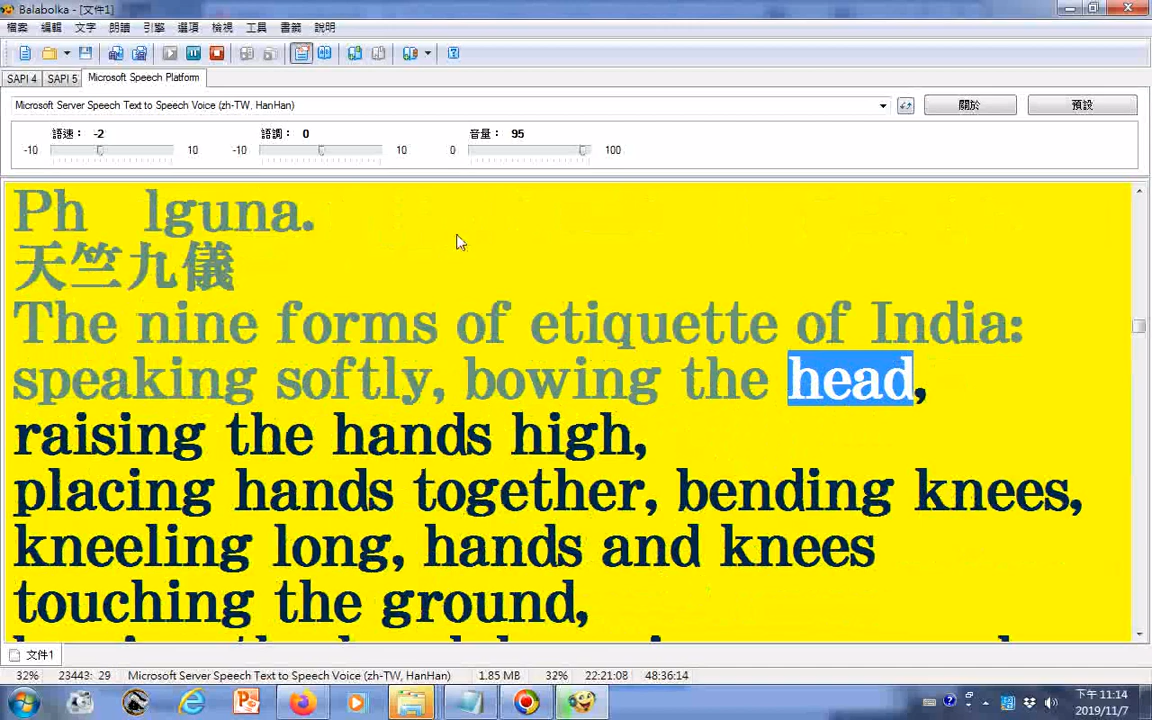 Balabolka - [文件1]
檔案 編輯 文字 朗讀 引擎 選項 檢視 工具 書籤 說明
SAPI 4 SAPI 5 Microsoft Speech Platform
Microsoft Server Speech Text to Speech Voice (zh-TW, HanHan) 關於 預設
語速： -2 語調： 0 音量： 95
-10 10 -10 10 0 100
Ph lguna.
天竺九儀
The nine forms of etiquette of India:
speaking softly, bowing the head,
raising the hands high,
placing hands together, bending knees,
kneeling long, hands and knees
touching the ground,
文件1
32% 23443: 29 Microsoft Server Speech Text to Speech Voice (zh-TW, HanHan) 1.85 MB 32% 22:21:08 48:36:14
下午 11:14
2019/11/7